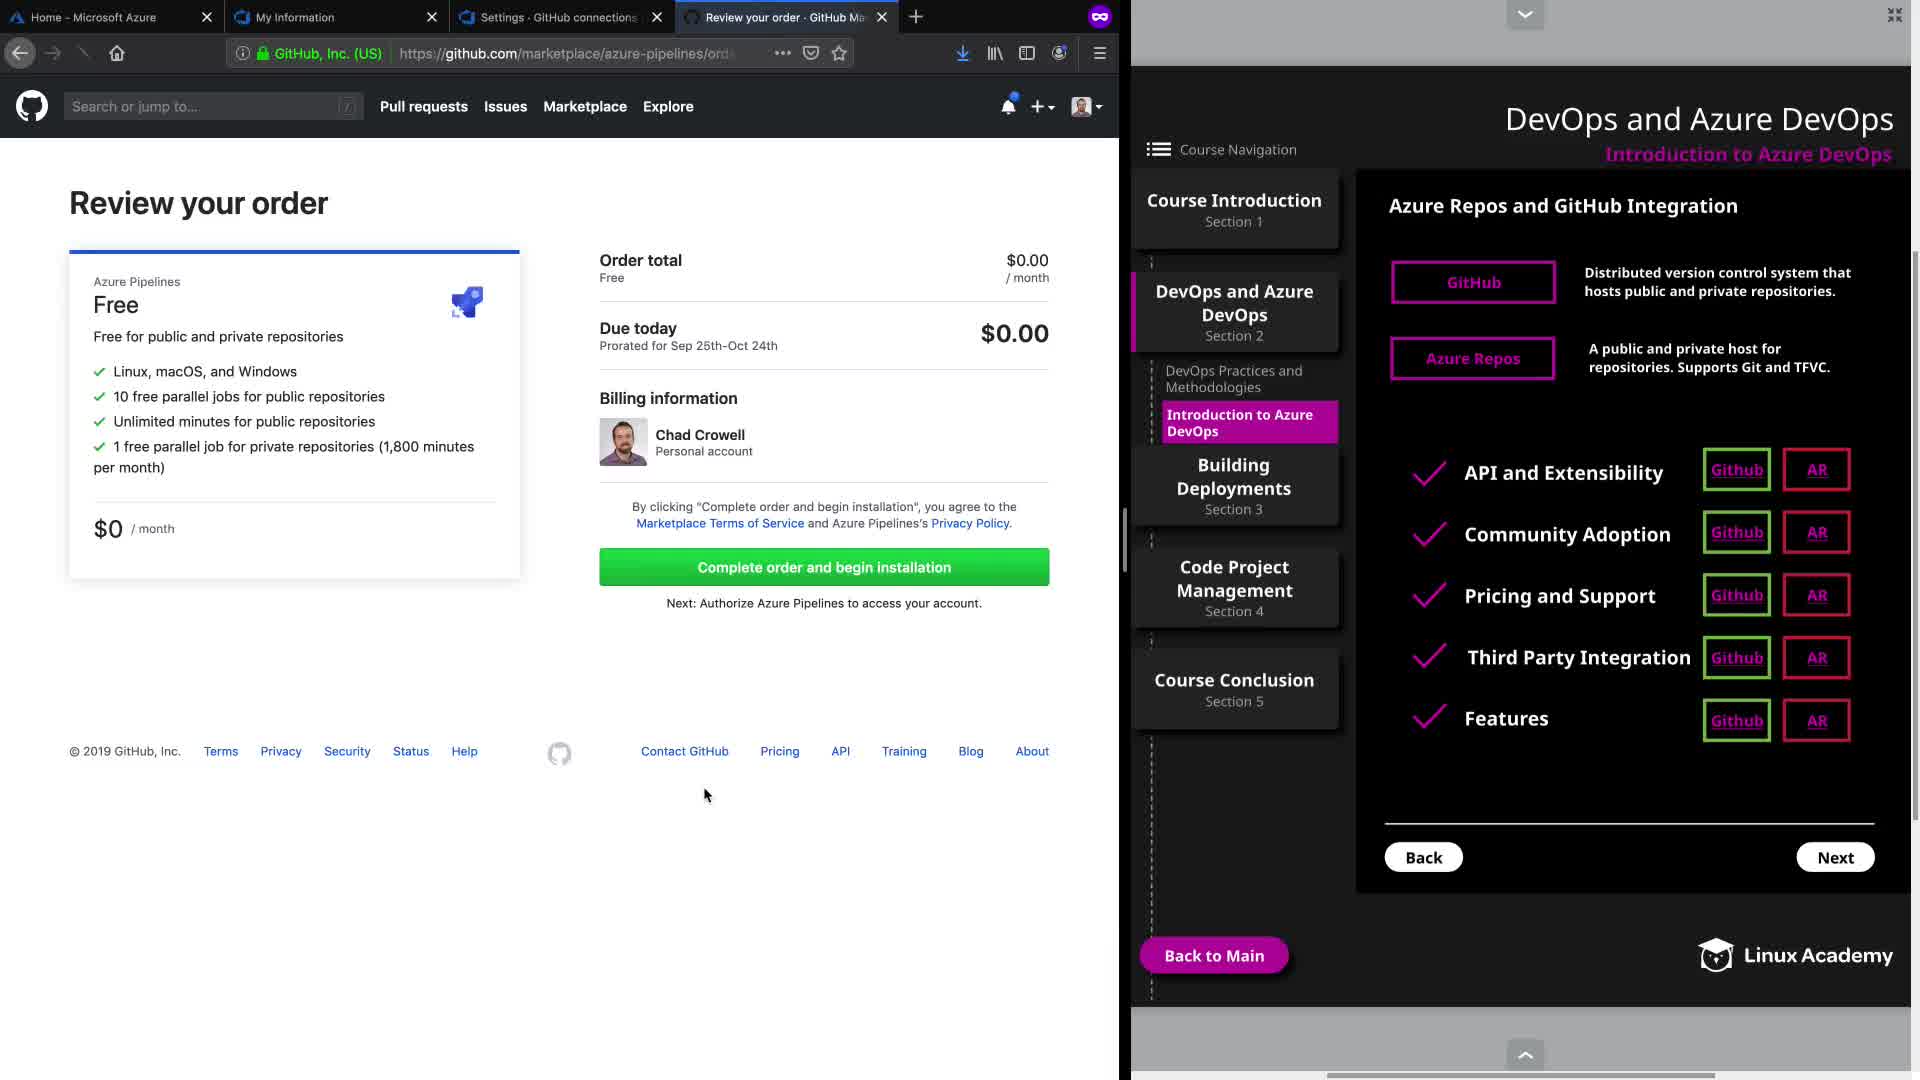 Home - Microsoft Azure
My Information
Settings · GitHub connections
Review your order · GitHub Ma
GitHub, Inc. (US)
https://github.com/marketplace/azure-pipelines/orde
Search or jump to...
/
Pull requests
Issues
Marketplace
Explore
Review your order
Azure Pipelines
Free
Free for public and private repositories
Linux, macOS, and Windows
10 free parallel jobs for public repositories
Unlimited minutes for public repositories
1 free parallel job for private repositories (1,800 minutes
per month)
$0 / month
Order total
$0.00
Free
/ month
Due today
$0.00
Prorated for Sep 25th-Oct 24th
Billing information
Chad Crowell
Personal account
By clicking "Complete order and begin installation", you agree to the
Marketplace Terms of Service and Azure Pipelines's Privacy Policy.
Complete order and begin installation
Next: Authorize Azure Pipelines to access your account.
© 2019 GitHub, Inc.
Terms
Privacy
Security
Status
Help
Contact GitHub
Pricing
API
Training
Blog
About
DevOps and Azure DevOps
Introduction to Azure DevOps
Course Navigation
Course Introduction
Section 1
DevOps and Azure
DevOps
Section 2
DevOps Practices and
Methodologies
Introduction to Azure
DevOps
Building
Deployments
Section 3
Code Project
Management
Section 4
Course Conclusion
Section 5
Back to Main
Azure Repos and GitHub Integration
GitHub
Distributed version control system that
hosts public and private repositories.
Azure Repos
A public and private host for
repositories. Supports Git and TFVC.
API and Extensibility
Github
AR
Community Adoption
Github
AR
Pricing and Support
Github
AR
Third Party Integration
Github
AR
Features
Github
AR
Back
Next
Linux Academy